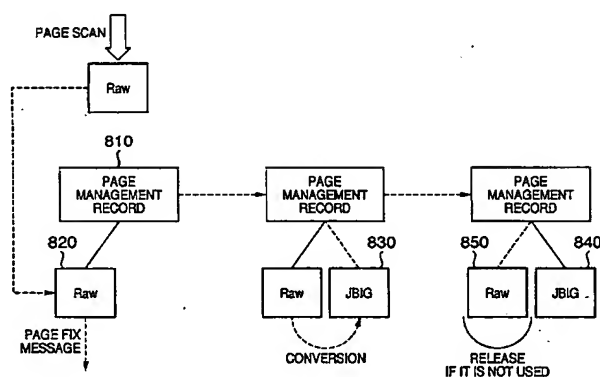 PAGE SCAN
Raw
810
PAGE
MANAGEMENT
RECORD
PAGE
MANAGEMENT
RECORD
PAGE
MANAGEMENT
RECORD
820
830
850
840
Raw
Raw
JBIG
Raw
JBIG
PAGE FIX
MESSAGE
CONVERSION
RELEASE
IF IT IS NOT USED